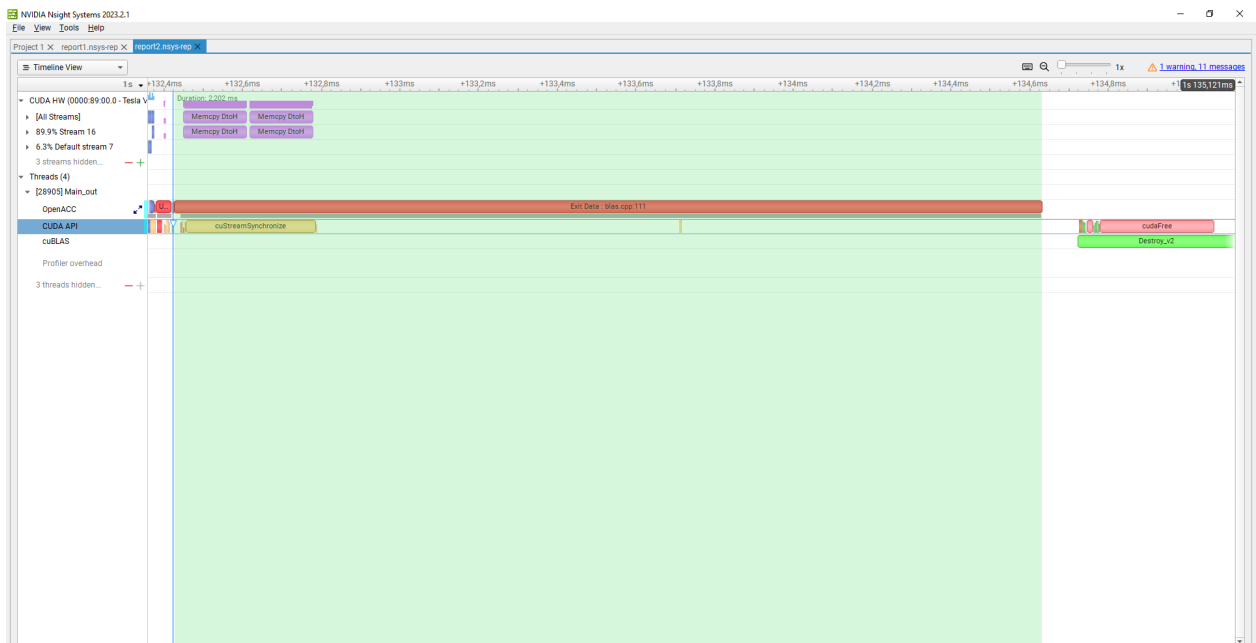 NVIDIA Nsight Systems 2023.2.1
File View Tools Help
Project 1 report1.nsys-rep report2.nsys-rep
Timeline View 1x 1 warning, 11 messages
1s +132,4ms +132,6ms +132,8ms +133ms +133,2ms +133,4ms +133,6ms +133,8ms +134ms +134,2ms +134,4ms +134,6ms +134,8ms 1s 135,121ms
CUDA HW (0000:89:00.0 - Tesla V Duration: 2,202 ms
[All Streams] Memcpy DtoH Memcpy DtoH
89.9% Stream 16 Memcpy DtoH Memcpy DtoH
6.3% Default stream 7
3 streams hidden...
Threads (4)
[28905] Main_out
OpenACC U... Exit Data : blas.cpp:111
CUDA API cuStreamSynchronize cudaFree
cuBLAS Destroy_v2
Profiler overhead
3 threads hidden...